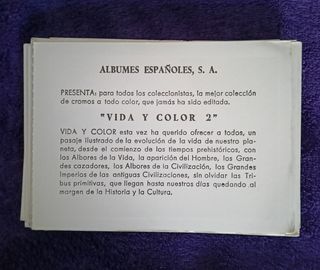 ALBUMES ESPAÑOLES, S. A.
PRESENTA: para todos los coleccionistas, la mejor colección
de cromos a todo color, que jamás ha sido editada.
"VIDA Y COLOR 2"
VIDA Y COLOR esta vez ha querido ofrecer a todos, un
pasaje ilustrado de la evolución de la vida de nuestro pla-
neta, desde el comienzo de los tiempos prehistóricos, con
los Albores de la Vida, la aparición del Hombre, los Gran-
des cazadores, los Albores de la Civilización, los Grandes
Imperios de las antiguas Civilizaciones, sin olvidar las Tri-
bus primitivas, que llegan hasta nuestros días quedando al
margen de la Historia y la Cultura.